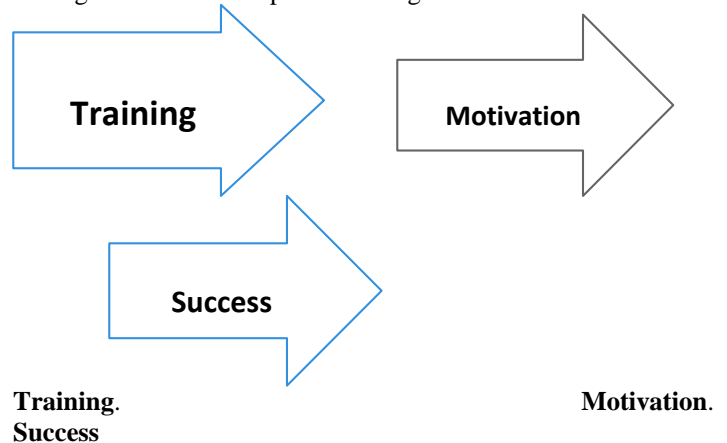 Training
Motivation
Success
Training. Motivation.
Success